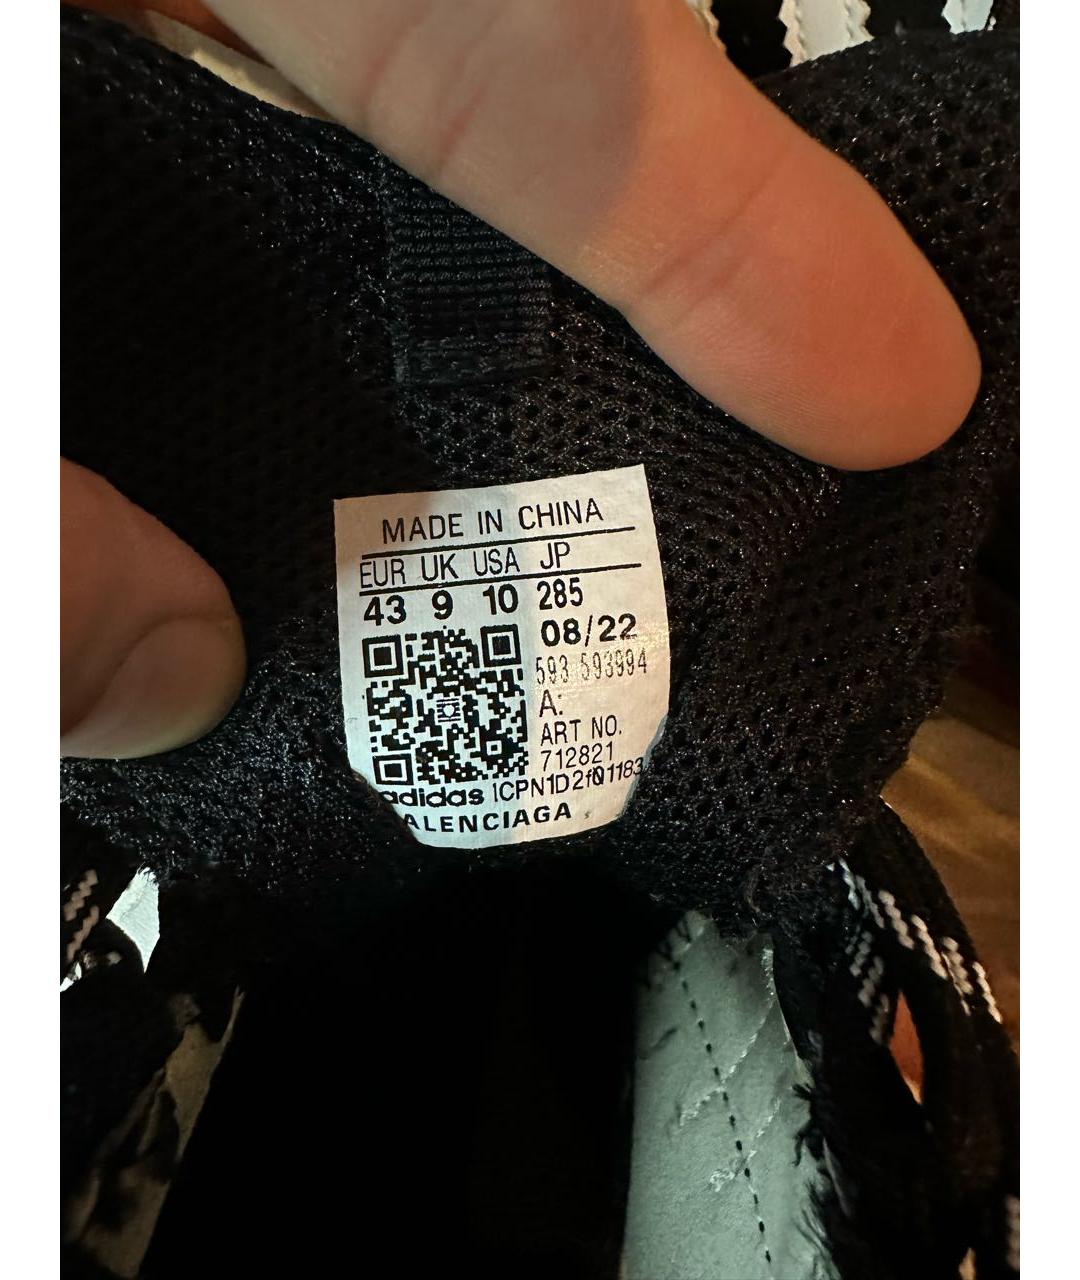 MADE IN CHINA
EUR UK USA JP
43 9 10 285
08/22
593 593994
A:
ART NO.
712821
adidas ICPN1D2f01183
ALENCIAGA